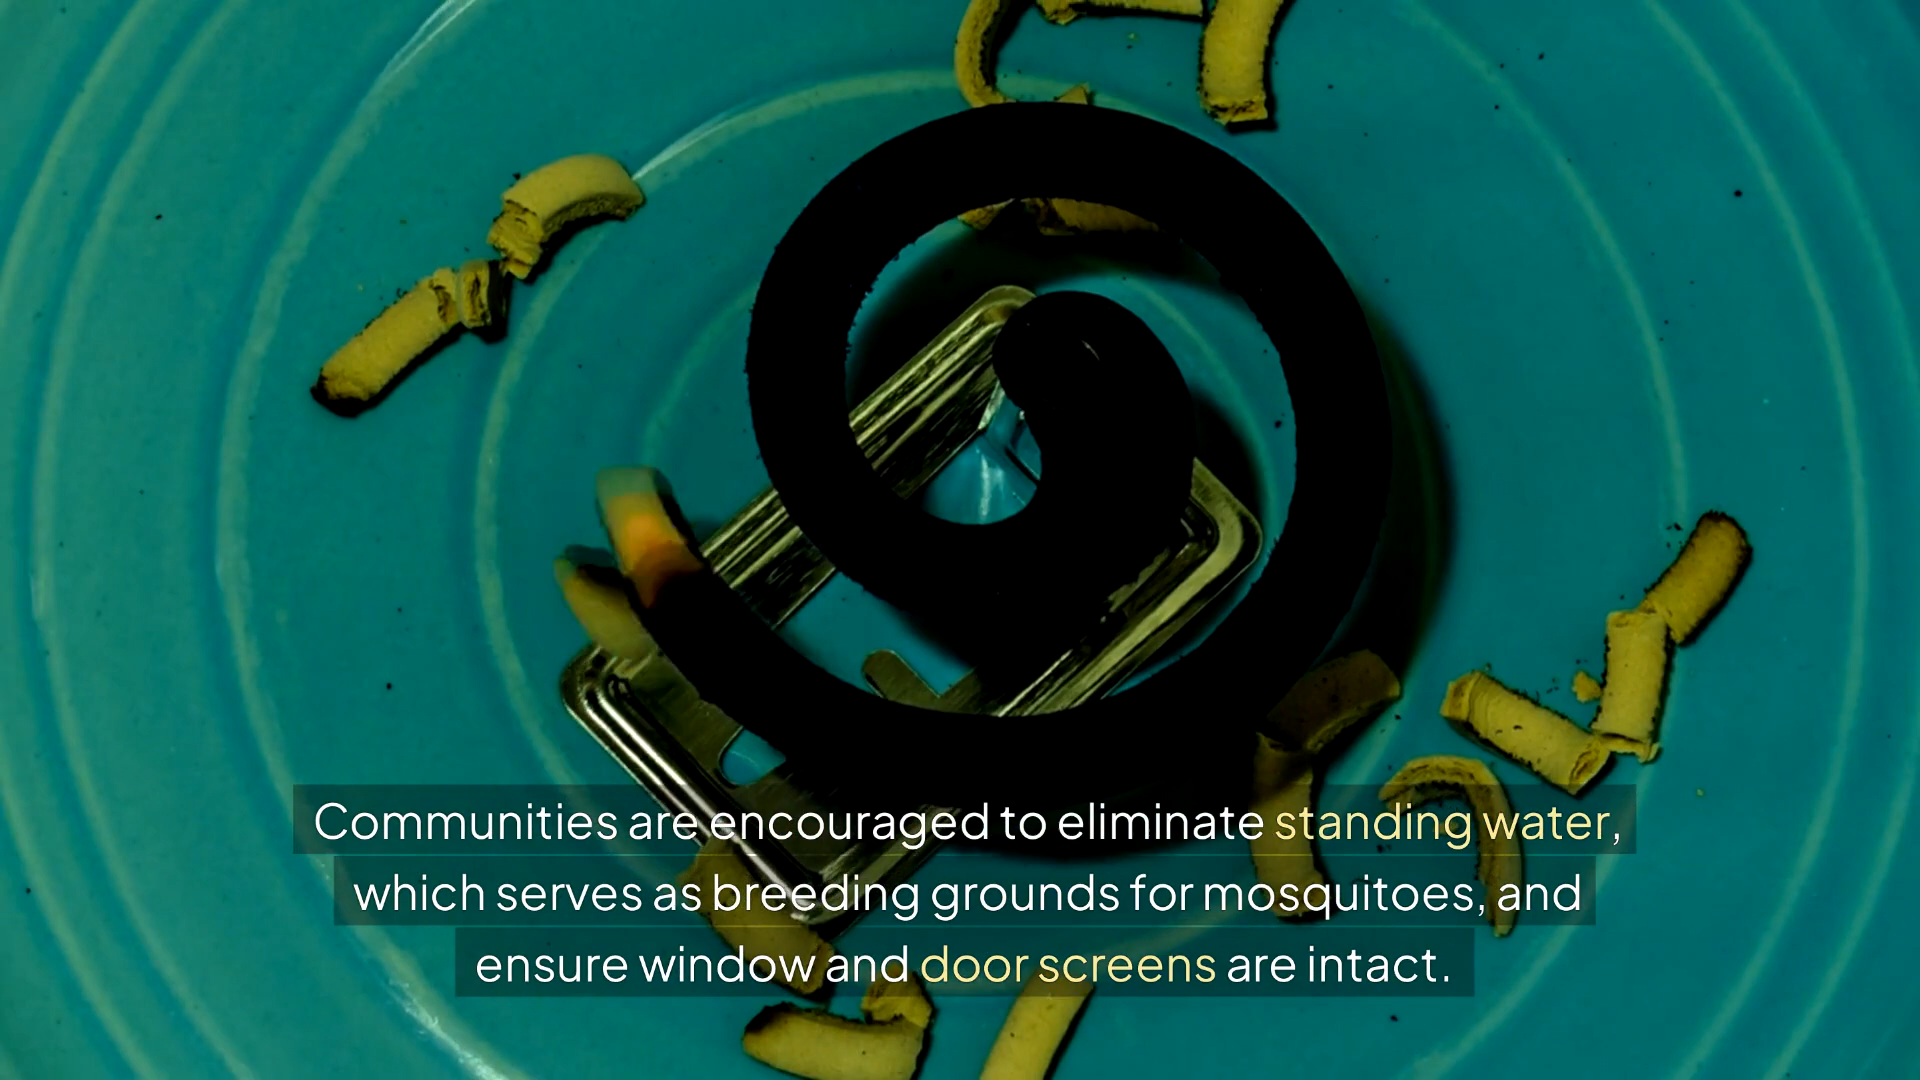 Communities are encouraged to eliminate standing water,
which serves as breeding grounds for mosquitoes, and
ensure window and door screens are intact.